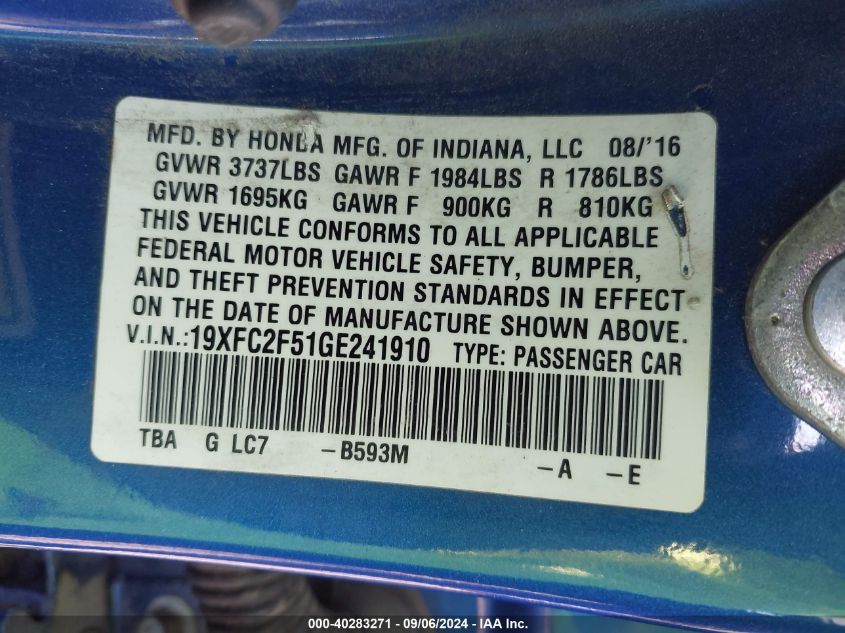 MFD. BY HONDA MFG. OF INDIANA, LLC 08/'16
GVWR 3737LBS GAWR F 1984LBS R 1786LBS
GVWR 1695KG GAWR F 900KG R 810KG
THIS VEHICLE CONFORMS TO ALL APPLICABLE
FEDERAL MOTOR VEHICLE SAFETY, BUMPER,
AND THEFT PREVENTION STANDARDS IN EFFECT
ON THE DATE OF MANUFACTURE SHOWN ABOVE.
V.I.N.:19XFC2F51GE241910 TYPE: PASSENGER CAR
TBA G LC7 -B593M -A -E
000-40283271 - 09/06/2024 - IAA Inc.